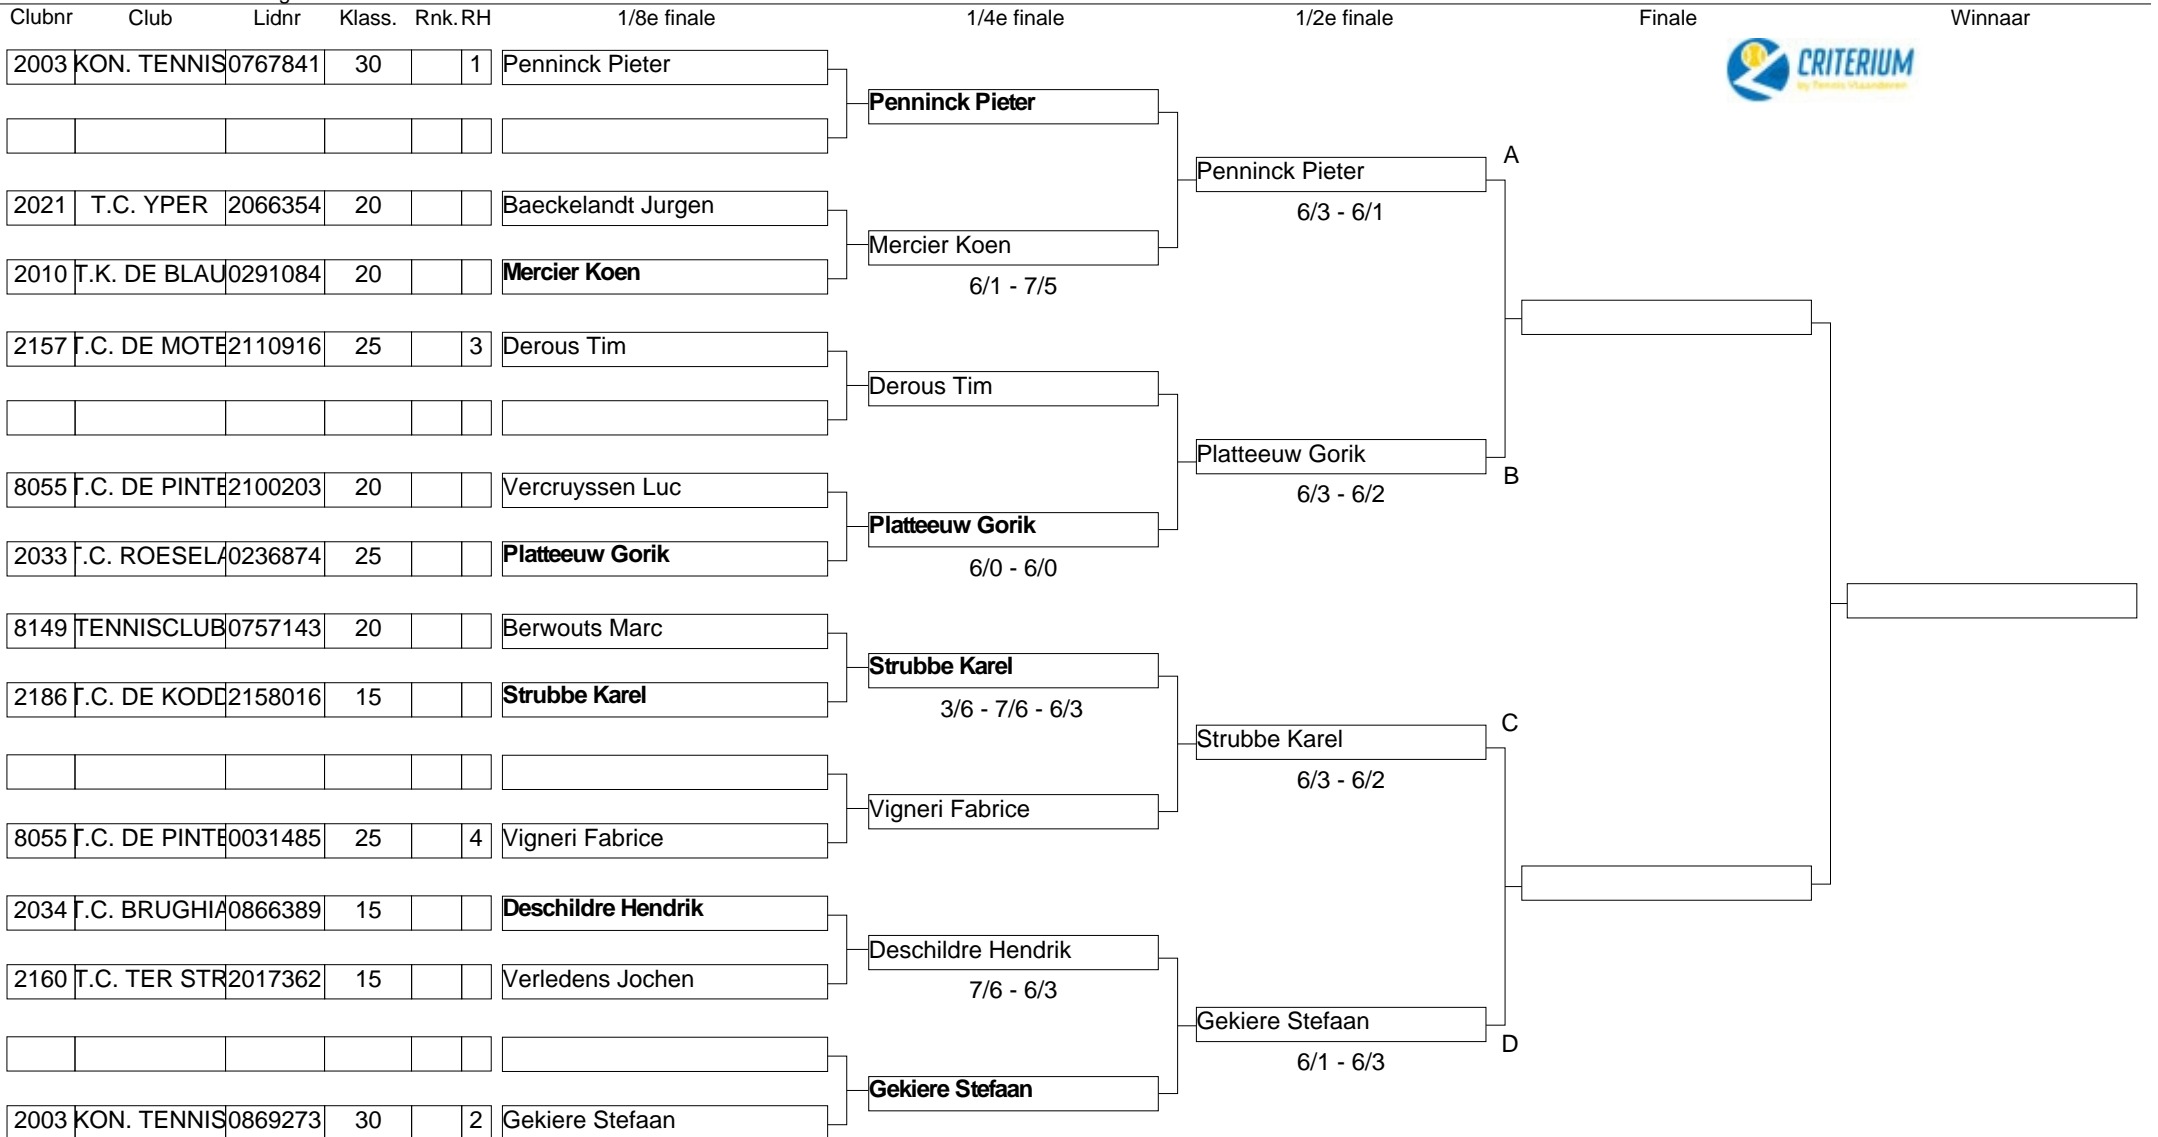 Clubnr Club Lidnr Klass. Rnk. RH 1/8e finale 1/4e finale 1/2e finale Finale Winnaar
CRITERIUM
by Tennis Vlaanderen
2003 KON. TENNIS 0767841 30 1 Penninck Pieter
Penninck Pieter
A
Penninck Pieter
6/3 - 6/1
2021 T.C. YPER 2066354 20 Baeckelandt Jurgen
Mercier Koen
6/1 - 7/5
2010 T.K. DE BLAU 0291084 20 Mercier Koen
2157 T.C. DE MOTE 2110916 25 3 Derous Tim
Derous Tim
Platteeuw Gorik
B
6/3 - 6/2
8055 T.C. DE PINTE 2100203 20 Vercruyssen Luc
Platteeuw Gorik
6/0 - 6/0
2033 T.C. ROESELA 0236874 25 Platteeuw Gorik
8149 TENNISCLUB 0757143 20 Berwouts Marc
Strubbe Karel
3/6 - 7/6 - 6/3
2186 T.C. DE KODD 2158016 15 Strubbe Karel
C
Strubbe Karel
6/3 - 6/2
Vigneri Fabrice
8055 T.C. DE PINTE 0031485 25 4 Vigneri Fabrice
2034 T.C. BRUGHIA 0866389 15 Deschildre Hendrik
Deschildre Hendrik
7/6 - 6/3
2160 T.C. TER STR 2017362 15 Verledens Jochen
Gekiere Stefaan
D
6/1 - 6/3
Gekiere Stefaan
2003 KON. TENNIS 0869273 30 2 Gekiere Stefaan